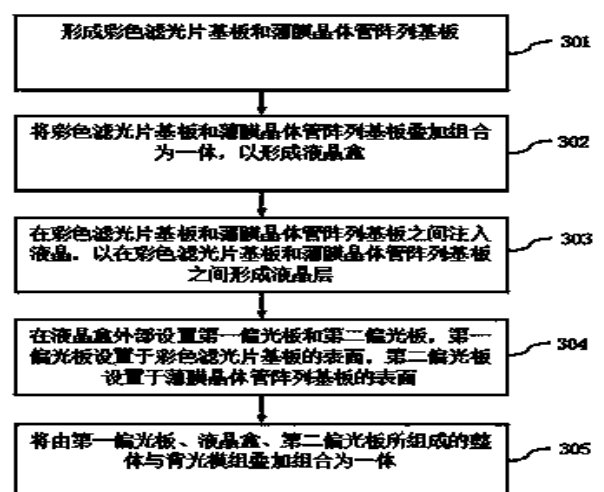 形成彩色滤光片基板和薄膜晶体管阵列基板
301
将彩色滤光片基板和薄膜晶体管阵列基板叠加组合
为一体，以形成液晶盒
302
在彩色滤光片基板和薄膜晶体管阵列基板之间注入
液晶，以在彩色滤光片基板和薄膜晶体管阵列基板
之间形成液晶层
303
在液晶盒外部设置第一偏光板和第二偏光板，第一
偏光板设置于彩色滤光片基板的表面，第二偏光板
设置于薄膜晶体管阵列基板的表面
304
将由第一偏光板、液晶盒、第二偏光板所组成的整
体与背光模组叠加组合为一体
305